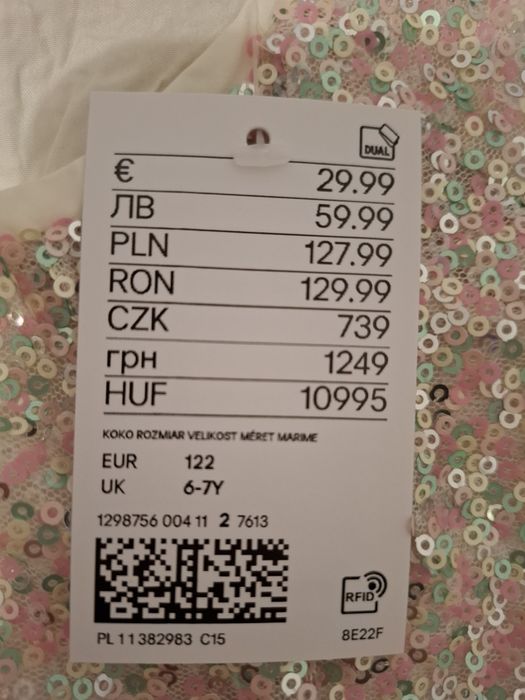 DUAL
€ 29.99
ЛВ 59.99
PLN 127.99
RON 129.99
CZK 739
грн 1249
HUF 10995
KOKO ROZMIAR VELIKOST MÉRET MARIME
EUR 122
UK 6-7Y
1298756 004 11 2 7613
RFID
PL 11382983 C15
8E22F